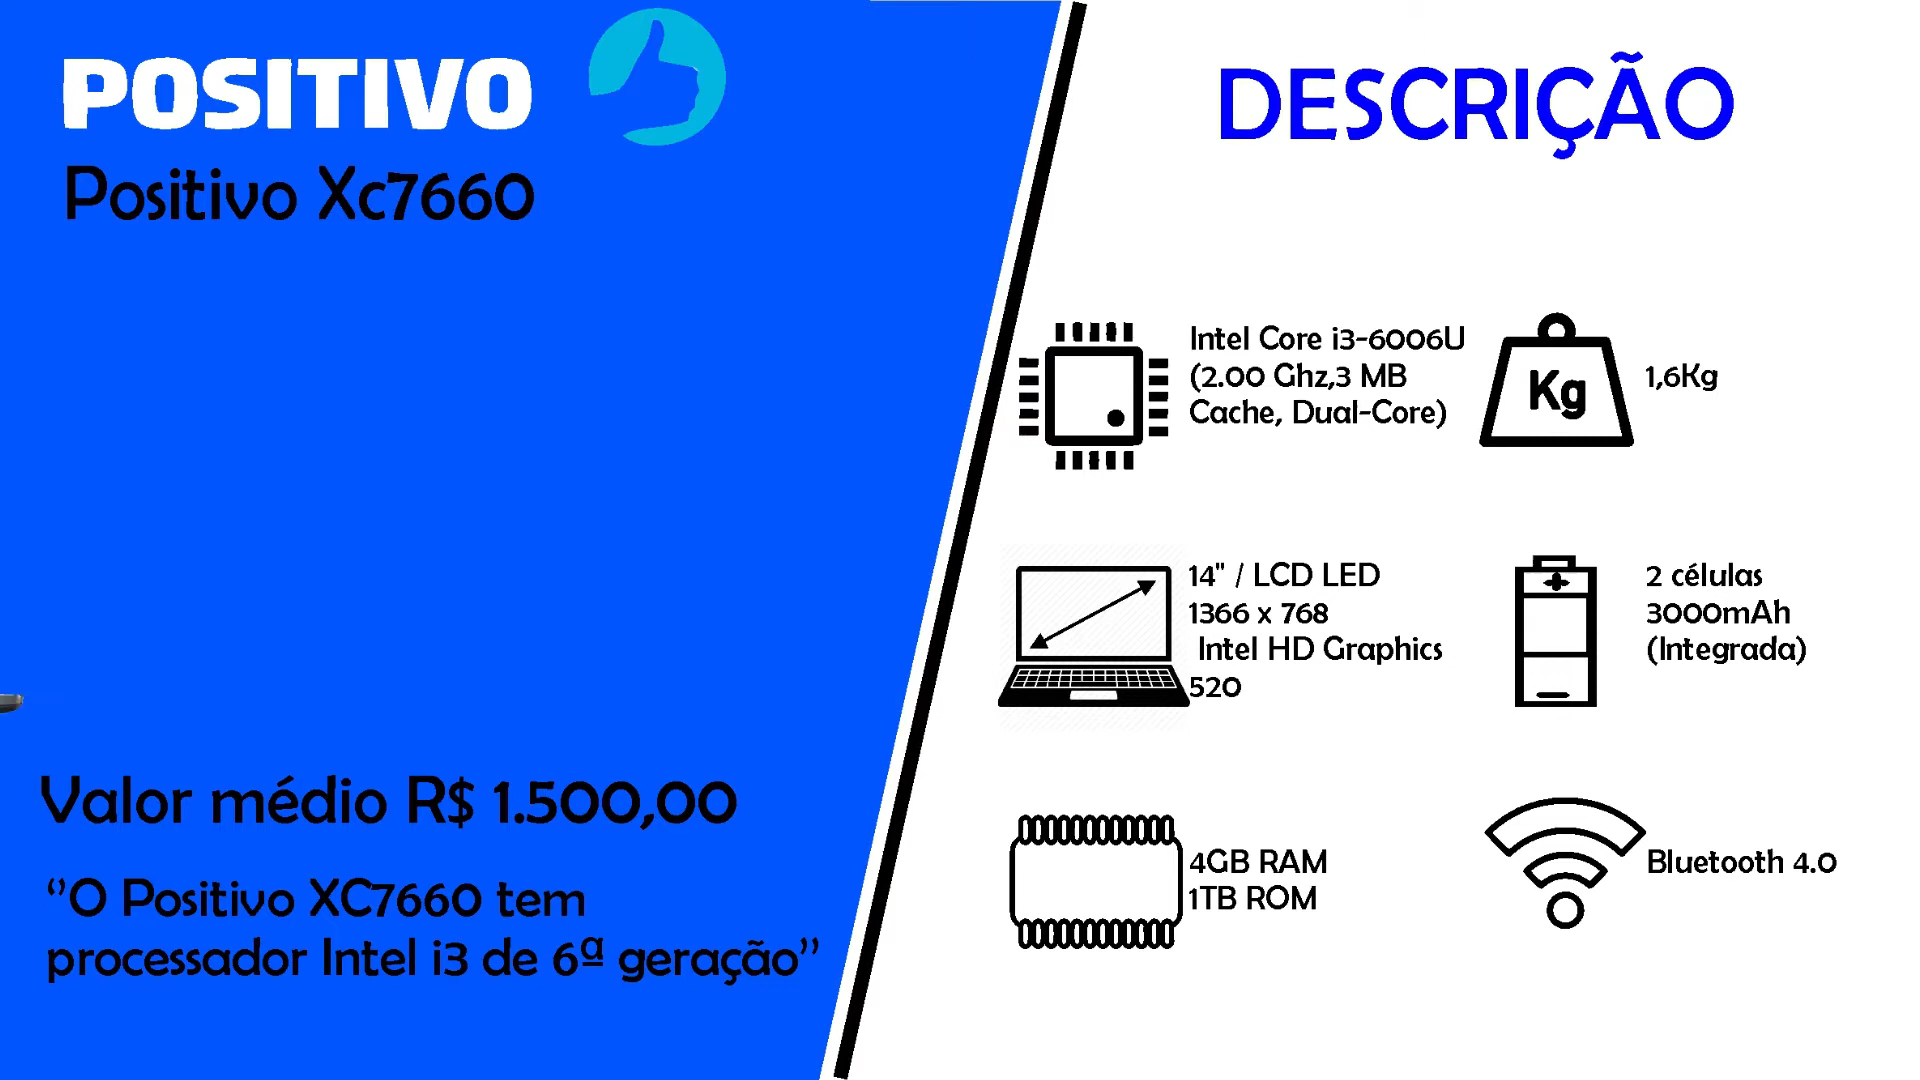 POSITIVO
Positivo Xc7660
Valor médio R$ 1.500,00
‘’O Positivo XC7660 tem
processador Intel i3 de 6ª geração’’
DESCRIÇÃO
Intel Core i3-6006U
(2.00 Ghz,3 MB
Cache, Dual-Core)
Kg
1,6Kg
14" / LCD LED
1366 x 768
Intel HD Graphics
520
2 células
3000mAh
(Integrada)
4GB RAM
1TB ROM
Bluetooth 4.0